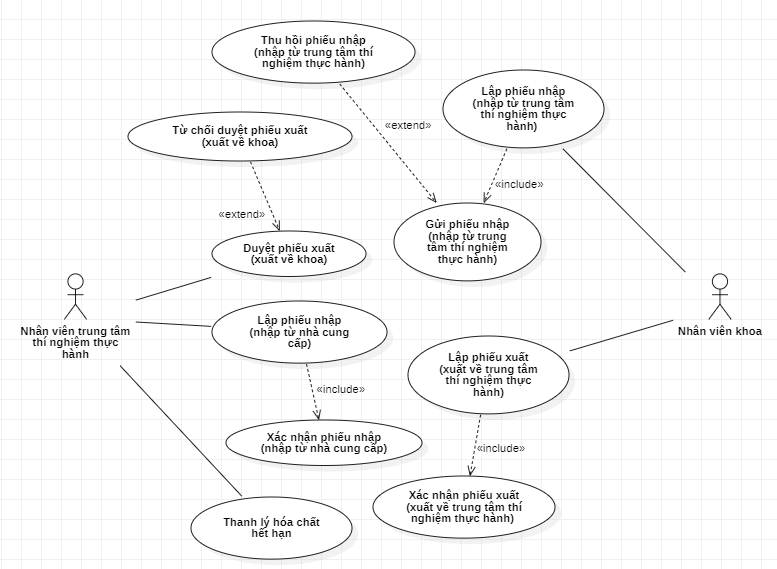 Thu hồi phiếu nhập
(nhập từ trung tâm thí
nghiệm thực hành)
Lập phiếu nhập
(nhập từ trung tâm
thí nghiệm thực
hành)
«extend»
Từ chối duyệt phiếu xuất
(xuất về khoa)
«include»
«extend»
Gửi phiếu nhập
(nhập từ trung
tâm thí nghiệm
thực hành)
Duyệt phiếu xuất
(xuất về khoa)
Nhân viên trung tâm
thí nghiệm thực
hành
Lập phiếu nhập
(nhập từ nhà cung
cấp)
Nhân viên khoa
Lập phiếu xuất
(xuất về trung tâm
thí nghiệm thực
hành)
«include»
Xác nhận phiếu nhập
(nhập từ nhà cung cấp)
«include»
Xác nhận phiếu xuất
(xuất về trung tâm thí
nghiệm thực hành)
Thanh lý hóa chất
hết hạn